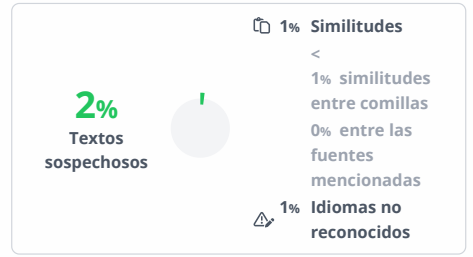 2%
Textos
sospechosos
1% Similitudes
<
1% similitudes
entre comillas
0% entre las
fuentes
mencionadas
1% Idiomas no
reconocidos